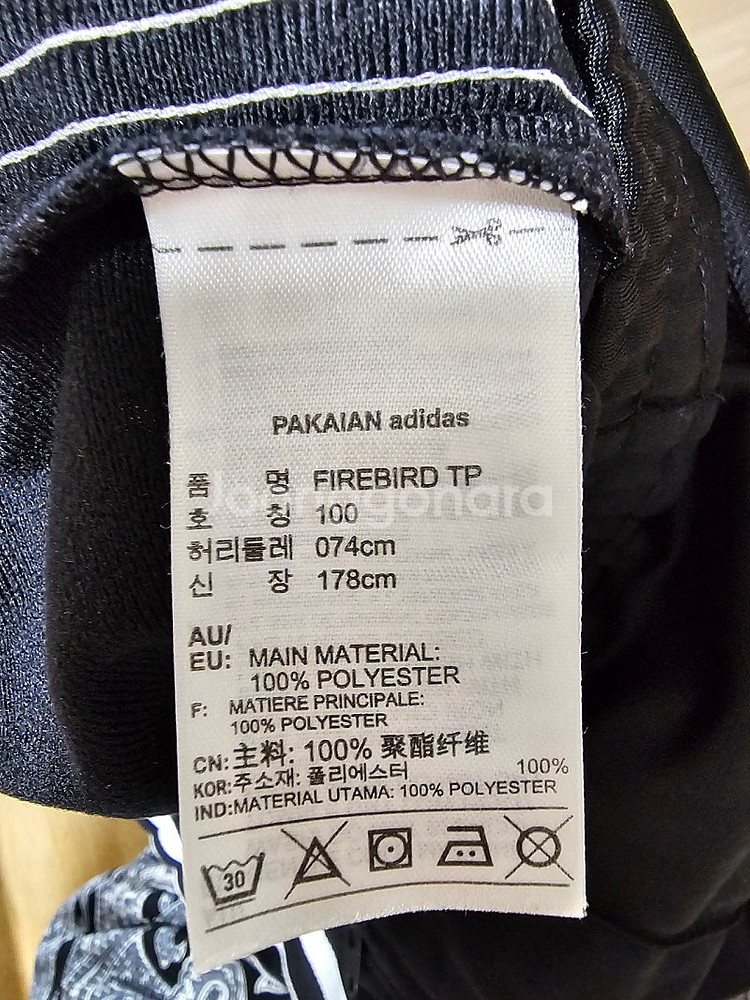 PAKAIAN adidas
품 명 FIREBIRD TP
호 칭 100
허리둘레 074cm
신 장 178cm
AU/
EU: MAIN MATERIAL:
100% POLYESTER
F: MATIERE PRINCIPALE:
100% POLYESTER
CN: 主料: 100% 聚酯纤维
KOR:주소재: 폴리에스터 100%
IND:MATERIAL UTAMA: 100% POLYESTER
30